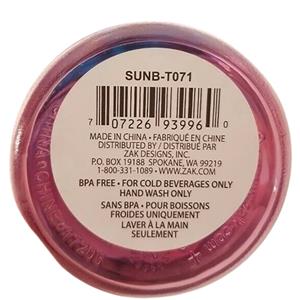 SUNB-T071
7 07226 93996 0
MADE IN CHINA • FABRIQUÉ EN CHINE
DISTRIBUTED BY / DISTRIBUÉ PAR
ZAK DESIGNS, INC.
P.O. BOX 19188 SPOKANE, WA 99219
1-800-331-1089 | WWW.ZAK.COM
BPA FREE • FOR COLD BEVERAGES ONLY
HAND WASH ONLY
SANS BPA • POUR BOISSONS
FROIDES UNIQUEMENT
LAVER À LA MAIN
SEULEMENT